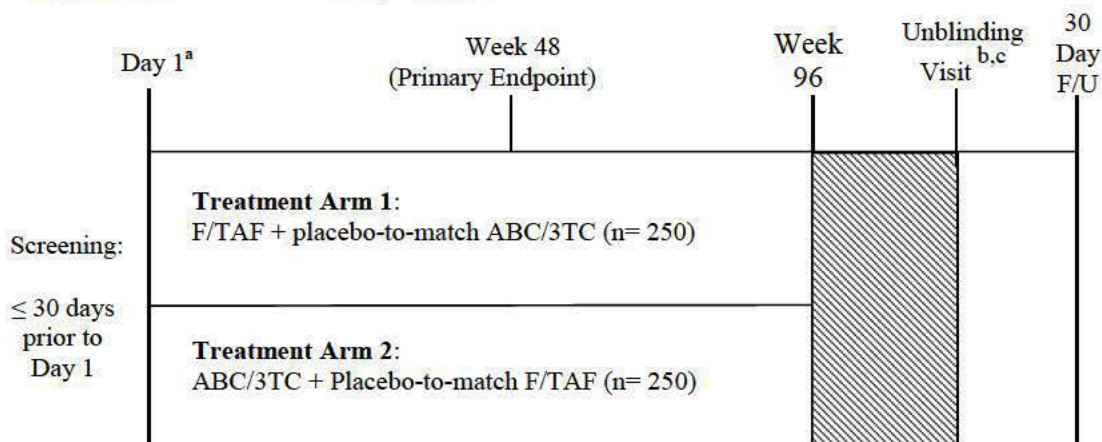 Day 1ᵃ
Week 48
(Primary Endpoint)
Week
96
Unblinding
Visit b,c
30
Day
F/U
Treatment Arm 1:
F/TAF + placebo-to-match ABC/3TC (n= 250)
Screening:
≤ 30 days
prior to
Day 1
Treatment Arm 2:
ABC/3TC + Placebo-to-match F/TAF (n= 250)